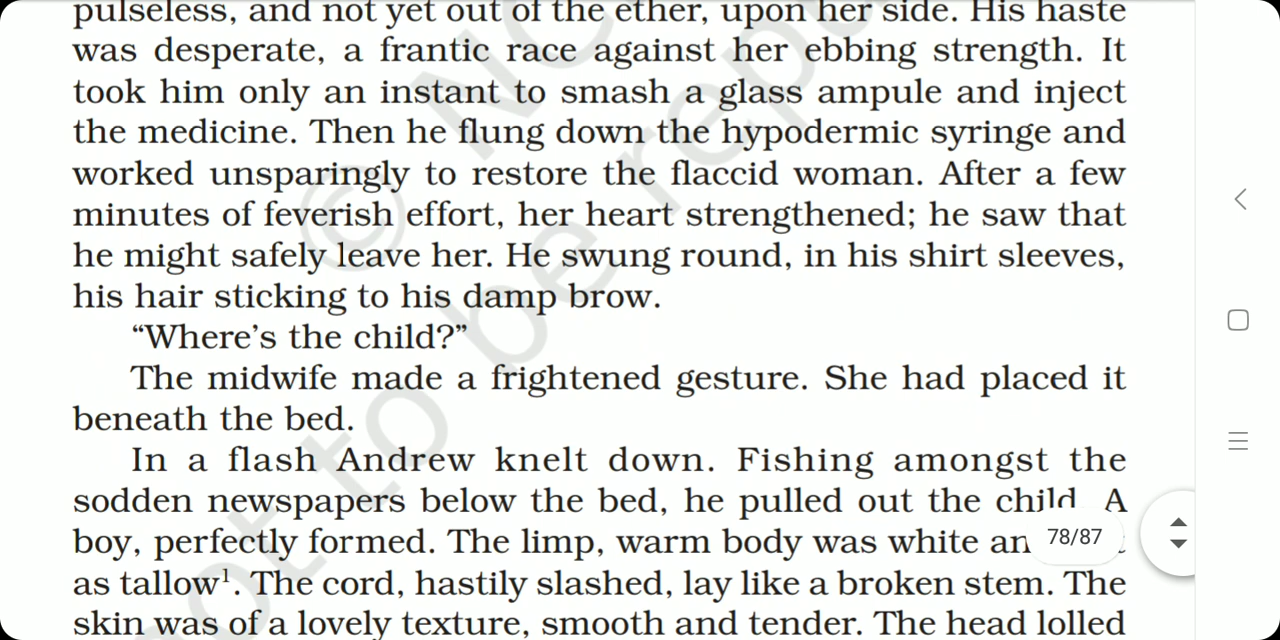 pulseless, and not yet out of the ether, upon her side. His haste
was desperate, a frantic race against her ebbing strength. It
took him only an instant to smash a glass ampule and inject
the medicine. Then he flung down the hypodermic syringe and
worked unsparingly to restore the flaccid woman. After a few
minutes of feverish effort, her heart strengthened; he saw that
he might safely leave her. He swung round, in his shirt sleeves,
his hair sticking to his damp brow.
“Where’s the child?”
The midwife made a frightened gesture. She had placed it
beneath the bed.
In a flash Andrew knelt down. Fishing amongst the
sodden newspapers below the bed, he pulled out the child. A
boy, perfectly formed. The limp, warm body was white
78/87
as tallow¹. The cord, hastily slashed, lay like a broken stem. The
skin was of a lovely texture, smooth and tender. The head lolled
© NC
not to be repu